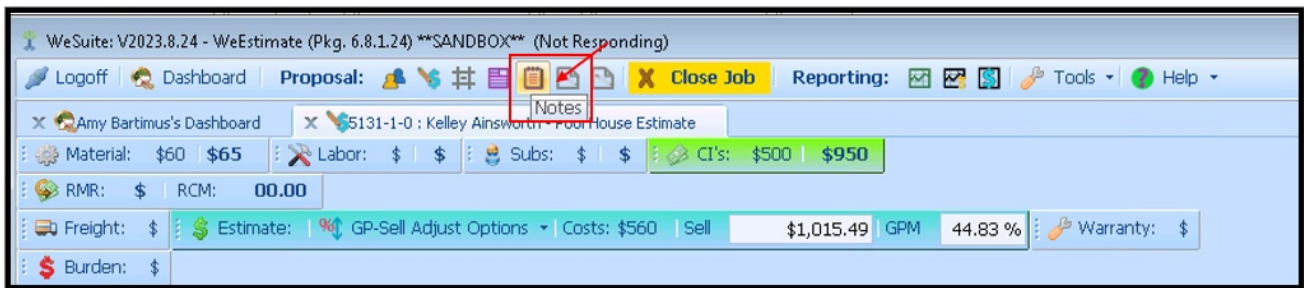 WeSuite: V2023.8.24 - WeEstimate (Pkg. 6.8.1.24) **SANDBOX** (Not Responding)
Logoff Dashboard Proposal: Close Job Reporting: Tools Help
Notes
Amy Bartimus's Dashboard 5131-1-0 : Kelley Ainsworth - Pool House Estimate
Material: $60 $65 Labor: $ $ Subs: $ $ CI's: $500 $950
RMR: $ RCM: 00.00
Freight: $ Estimate: GP-Sell Adjust Options Costs: $560 Sell $1,015.49 GPM 44.83 % Warranty: $
Burden: $